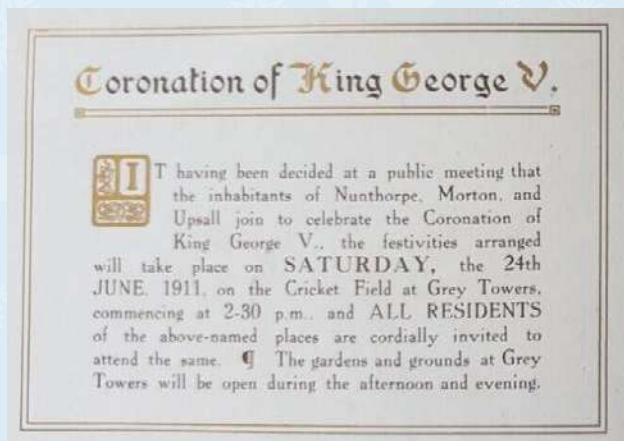 Coronation of King George V.
IT having been decided at a public meeting that
the inhabitants of Nunthorpe, Morton, and
Upsall join to celebrate the Coronation of
King George V., the festivities arranged
will take place on SATURDAY, the 24th
JUNE, 1911, on the Cricket Field at Grey Towers,
commencing at 2-30 p.m., and ALL RESIDENTS
of the above-named places are cordially invited to
attend the same. ¶ The gardens and grounds at Grey
Towers will be open during the afternoon and evening.